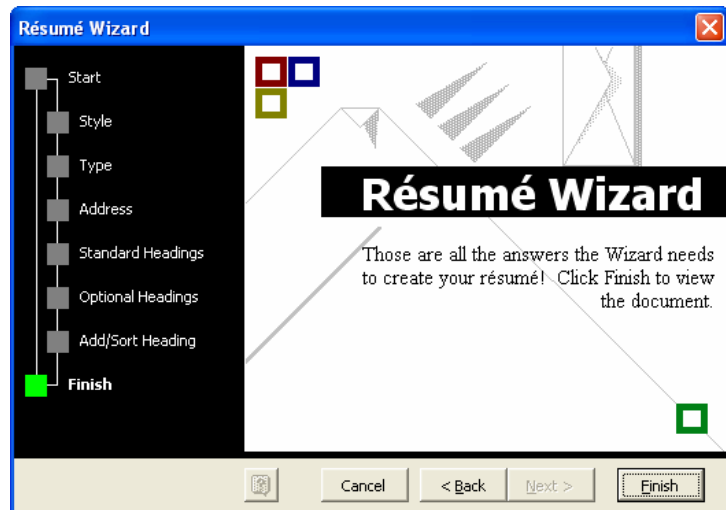 Résumé Wizard
Start
Style
Type
Address
Standard Headings
Optional Headings
Add/Sort Heading
Finish
Résumé Wizard
Those are all the answers the Wizard needs
to create your résumé! Click Finish to view
the document.
Cancel
< Back
Next >
Finish